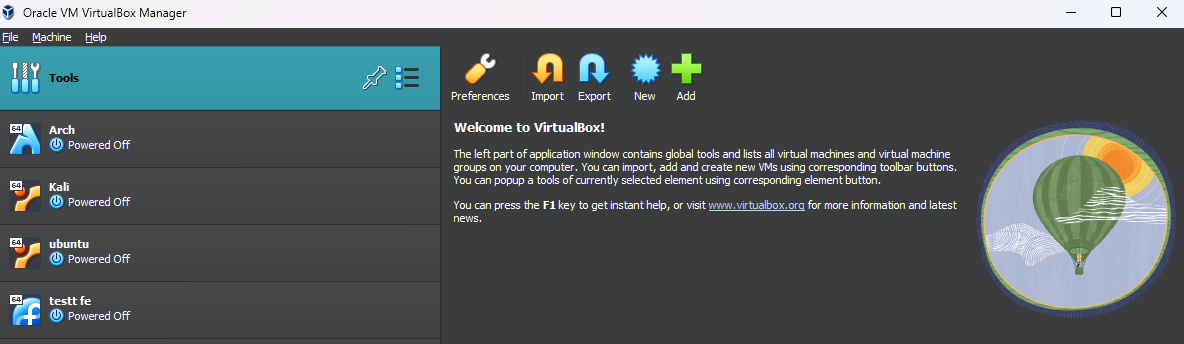 Oracle VM VirtualBox Manager
File Machine Help
Tools
64
Arch
Powered Off
64
Kali
Powered Off
64
ubuntu
Powered Off
64
testt fe
Powered Off
Preferences Import Export New Add
Welcome to VirtualBox!
The left part of application window contains global tools and lists all virtual machines and virtual machine
groups on your computer. You can import, add and create new VMs using corresponding toolbar buttons.
You can popup a tools of currently selected element using corresponding element button.
You can press the F1 key to get instant help, or visit www.virtualbox.org for more information and latest
news.